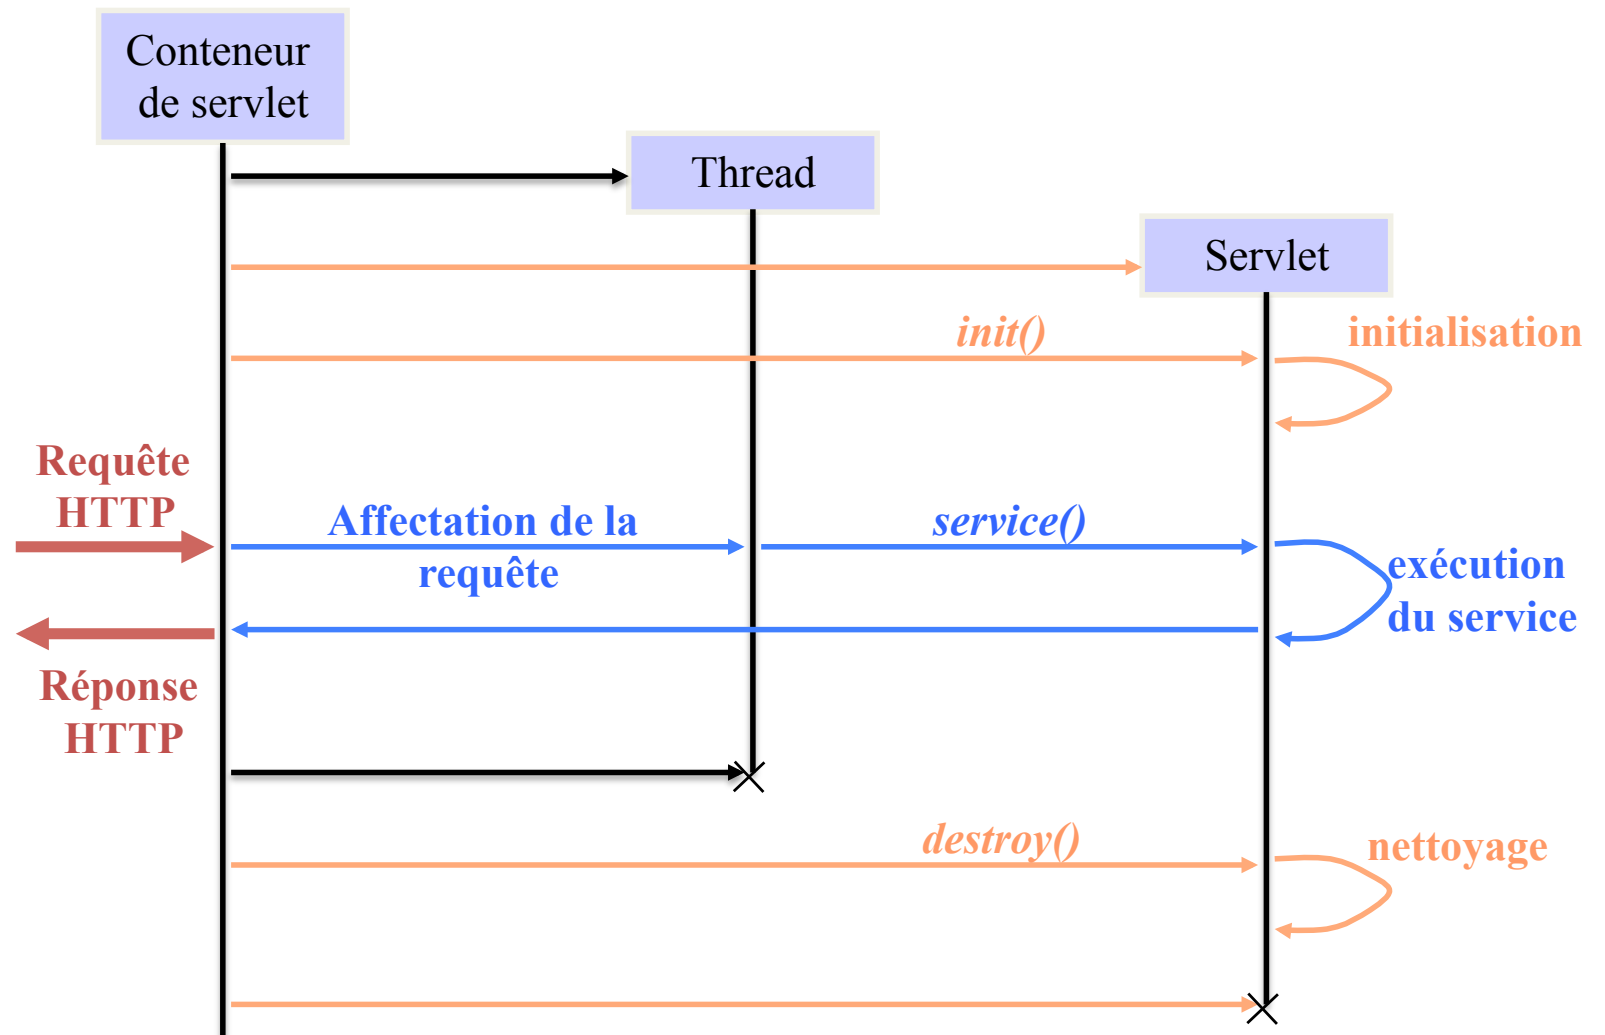 Conteneur
de servlet
Thread
Servlet
init()
initialisation
Requête
HTTP
Affectation de la
requête
service()
exécution
du service
Réponse
HTTP
destroy()
nettoyage